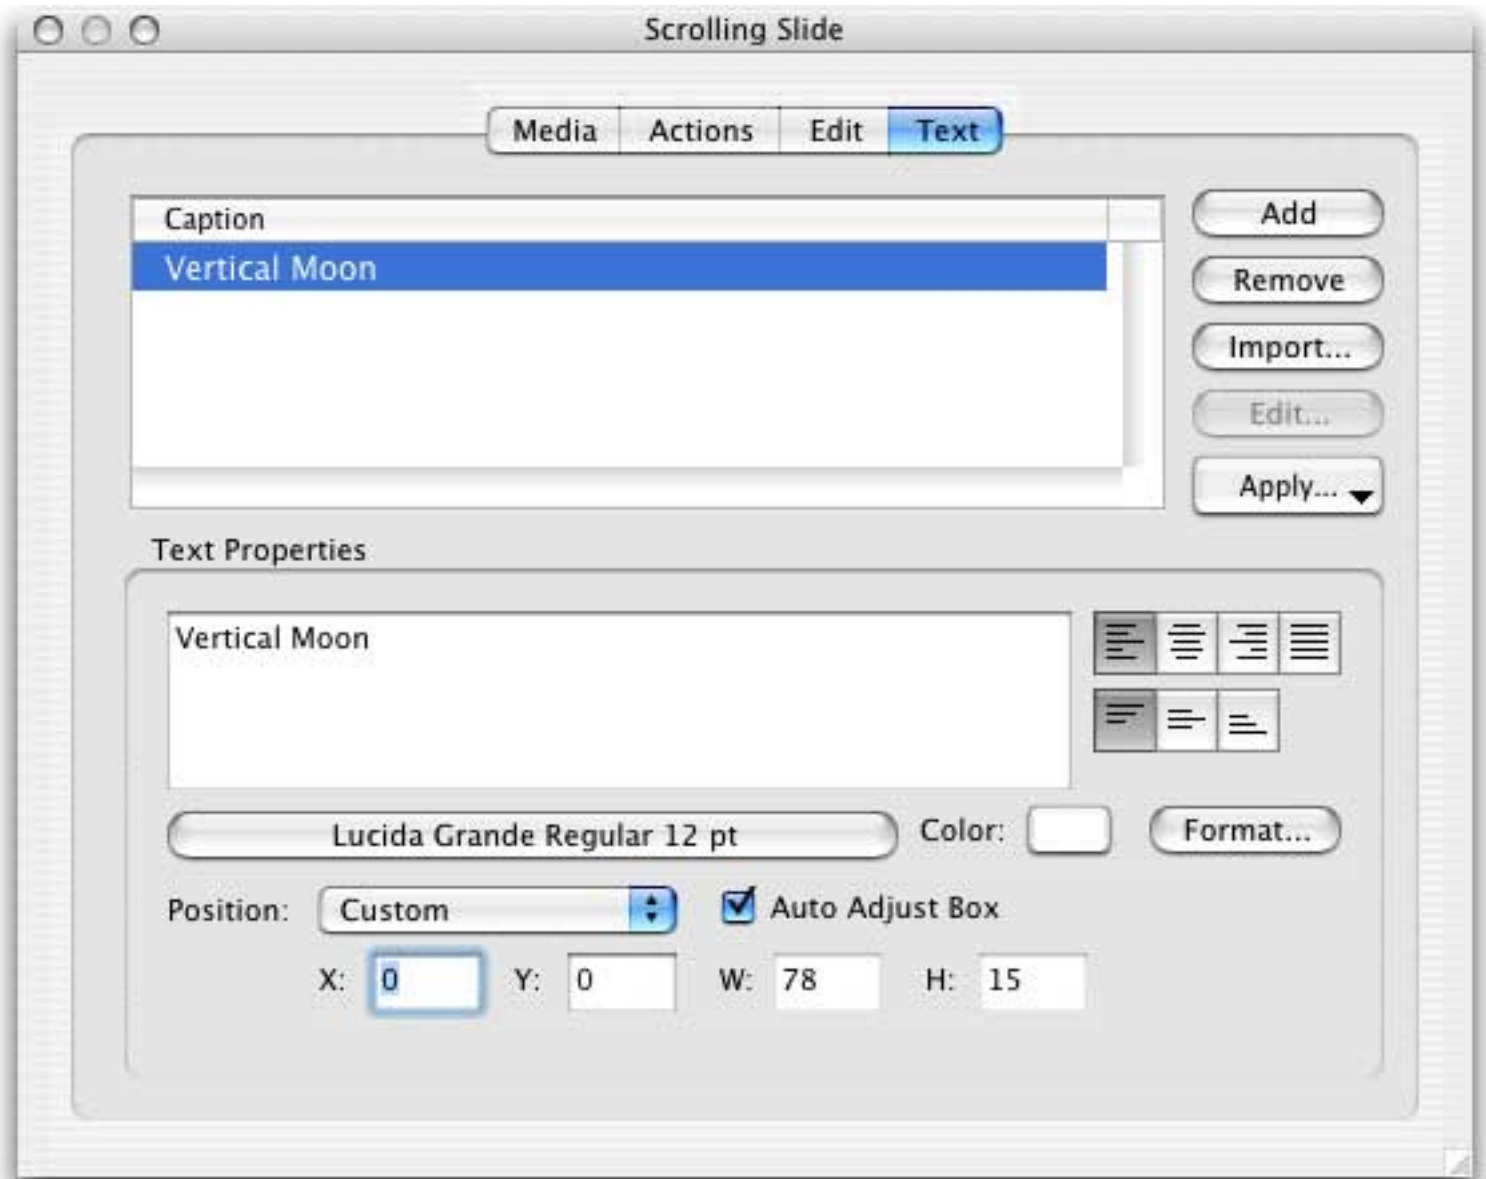 Scrolling Slide
Media Actions Edit Text
Caption
Vertical Moon
Add
Remove
Import...
Edit...
Apply...
Text Properties
Vertical Moon
Lucida Grande Regular 12 pt
Color:
Format...
Position: Custom
Auto Adjust Box
X: 0 Y: 0 W: 78 H: 15